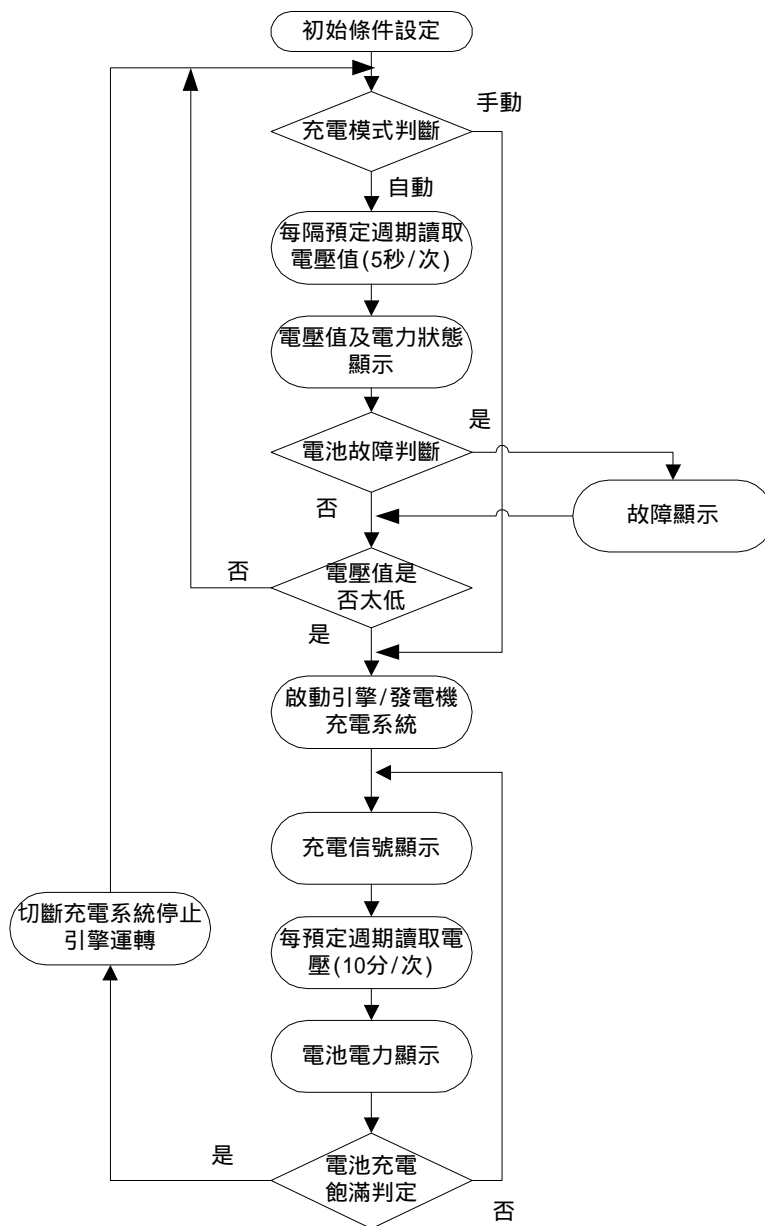 初始條件設定
手動
充電模式判斷
自動
每隔預定週期讀取
電壓值(5秒/次)
電壓值及電力狀態
顯示
是
電池故障判斷
否
故障顯示
否
電壓值是
否太低
是
啟動引擎/發電機
充電系統
充電信號顯示
切斷充電系統停止
引擎運轉
每預定週期讀取電
壓(10分/次)
電池電力顯示
是
電池充電
飽滿判定
否